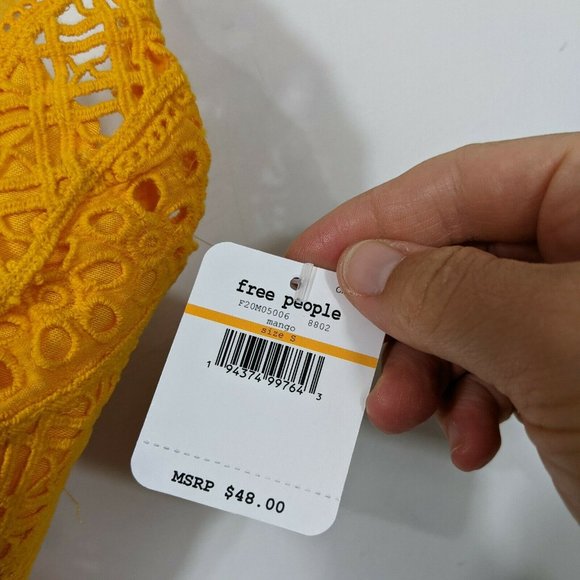 free people
F20M05006 8802
mango
size S
1 94374 99764 3
MSRP $48.00